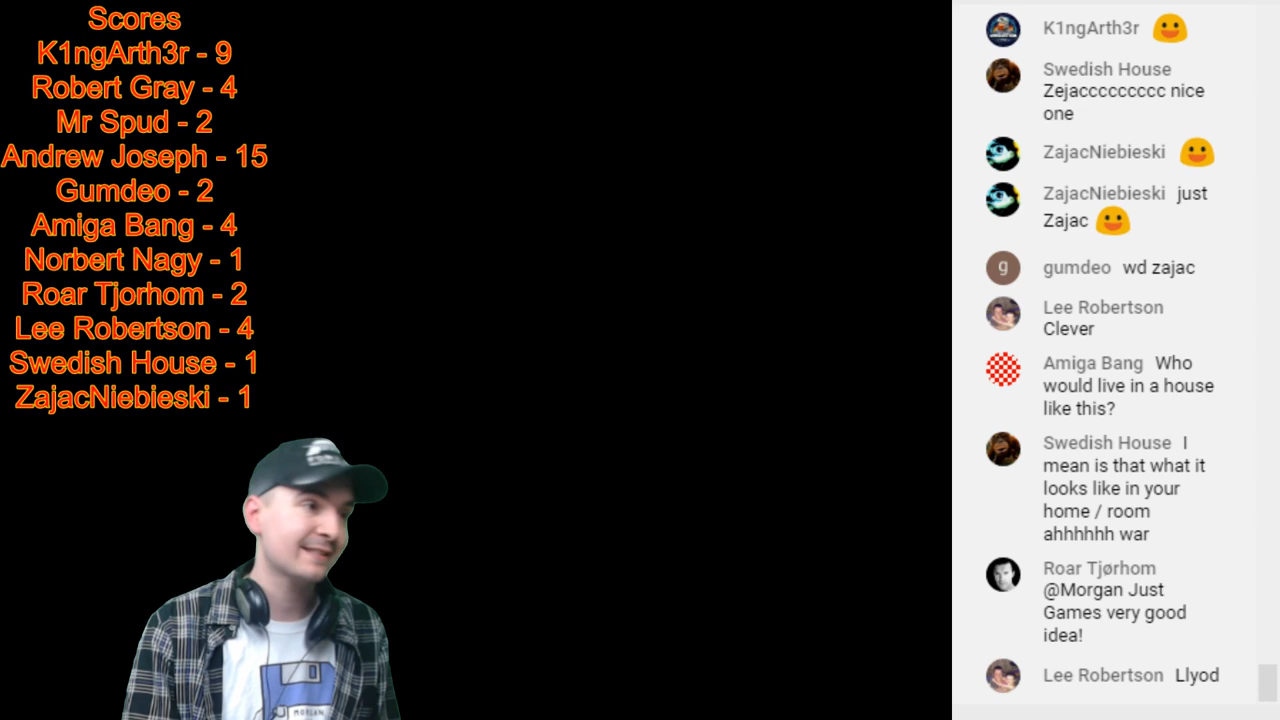 Scores
K1ngArth3r - 9
Robert Gray - 4
Mr Spud - 2
Andrew Joseph - 15
Gumdeo - 2
Amiga Bang - 4
Norbert Nagy - 1
Roar Tjorhom - 2
Lee Robertson - 4
Swedish House - 1
ZajacNiebieski - 1
MORGAN
K1ngArth3r
Swedish House
Zejaccccccccc nice
one
ZajacNiebieski
ZajacNiebieski just
Zajac
g gumdeo wd zajac
Lee Robertson
Clever
Amiga Bang Who
would live in a house
like this?
Swedish House I
mean is that what it
looks like in your
home / room
ahhhhhh war
Roar Tjørhom
@Morgan Just
Games very good
idea!
Lee Robertson Llyod